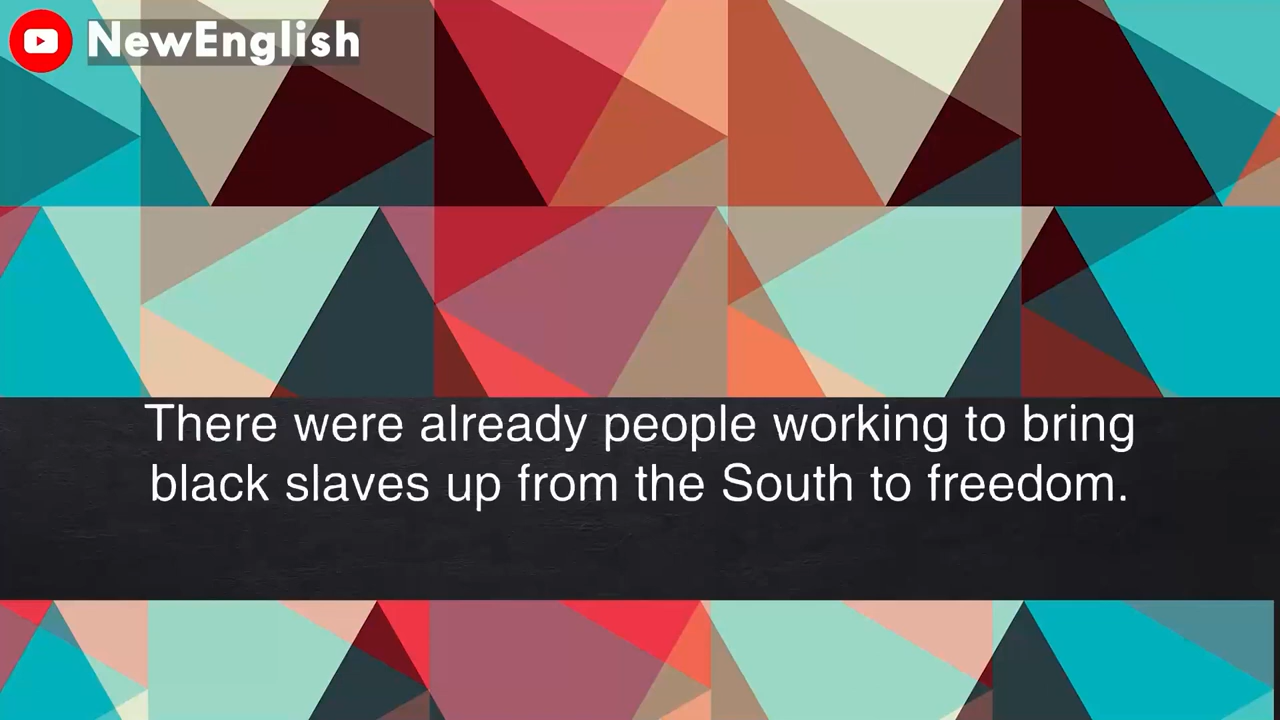 NewEnglish
There were already people working to bring
black slaves up from the South to freedom.